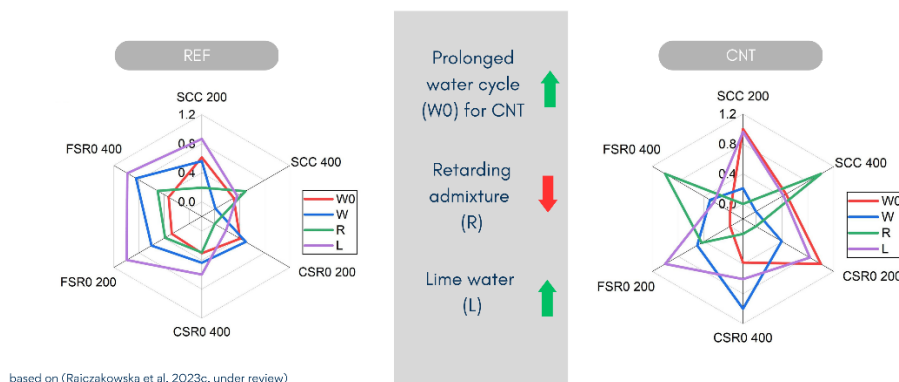 REF
SCC 200
1.2
0.8
0.4
0.0
SCC 400
CSR0 200
CSR0 400
FSR0 200
FSR0 400
W0
W
R
L
Prolonged
water cycle
(W0) for CNT
Retarding
admixture
(R)
Lime water
(L)
CNT
SCC 200
1.2
0.8
0.4
0.0
SCC 400
CSR0 200
CSR0 400
FSR0 200
FSR0 400
W0
W
R
L
based on (Rajczakowska et al. 2023c, under review)